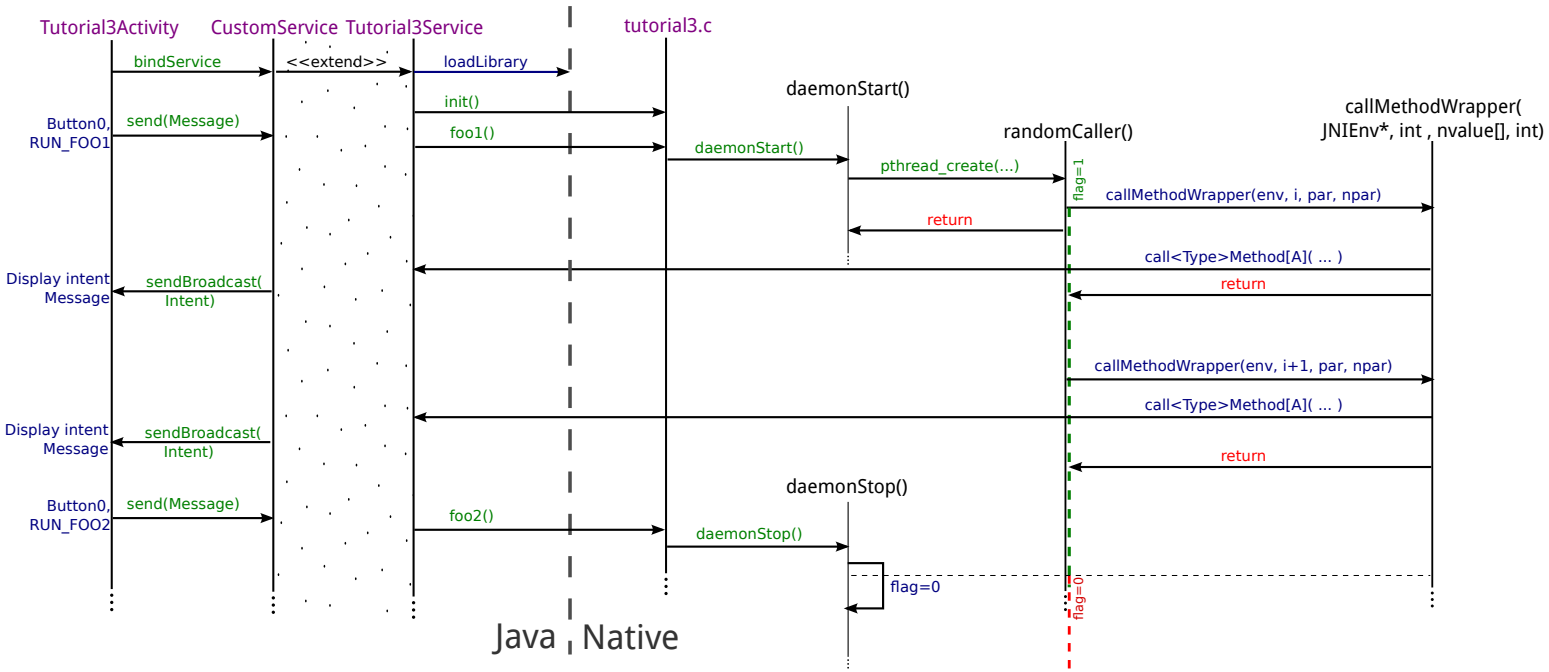 Tutorial3Activity
CustomService
Tutorial3Service
tutorial3.c
bindService
<<extend>>
loadLibrary
daemonStart()
init()
callMethodWrapper(
JNIEnv*, int , nvalue[], int)
Button0,
RUN_FOO1
send(Message)
foo1()
randomCaller()
daemonStart()
pthread_create(...)
flag=1
callMethodWrapper(env, i, par, npar)
return
call<Type>Method[A]( ... )
Display intent
Message
sendBroadcast(
Intent)
return
callMethodWrapper(env, i+1, par, npar)
call<Type>Method[A]( ... )
Display intent
Message
sendBroadcast(
Intent)
return
daemonStop()
Button0,
RUN_FOO2
send(Message)
foo2()
daemonStop()
flag=0
flag=0
Java
Native